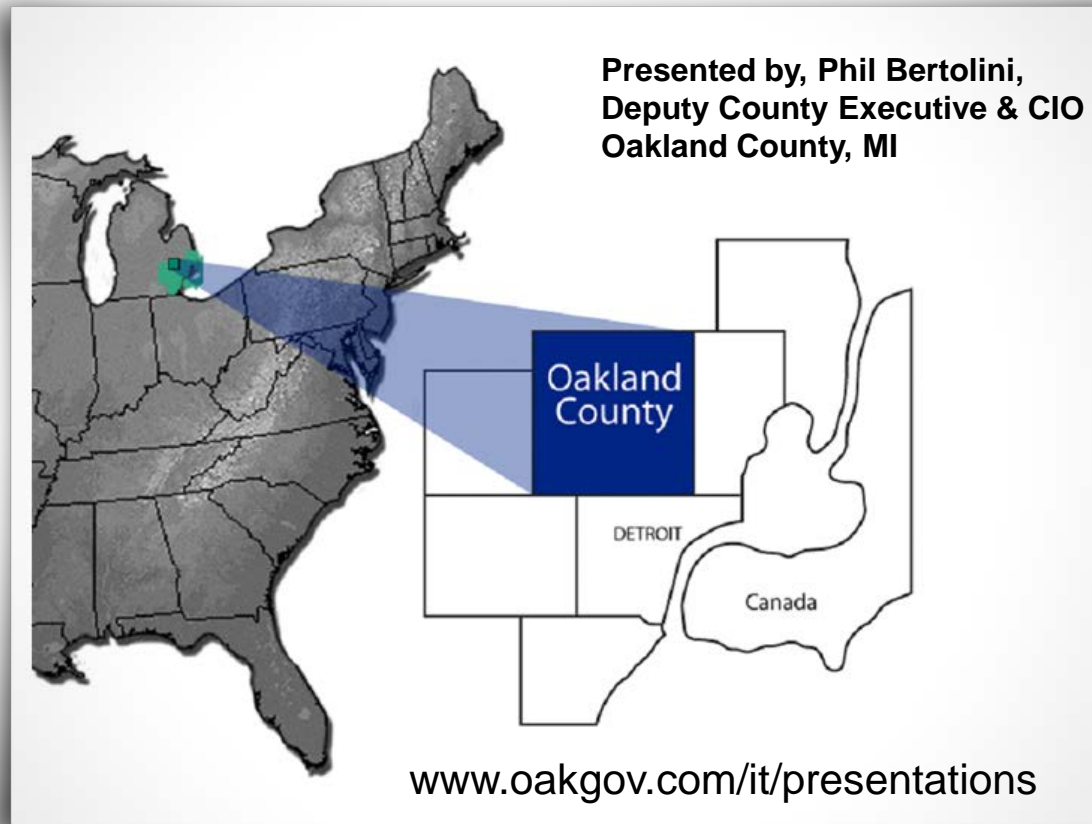 Presented by, Phil Bertolini,
Deputy County Executive & CIO
Oakland County, MI
Oakland
County
DETROIT
Canada
www.oakgov.com/it/presentations